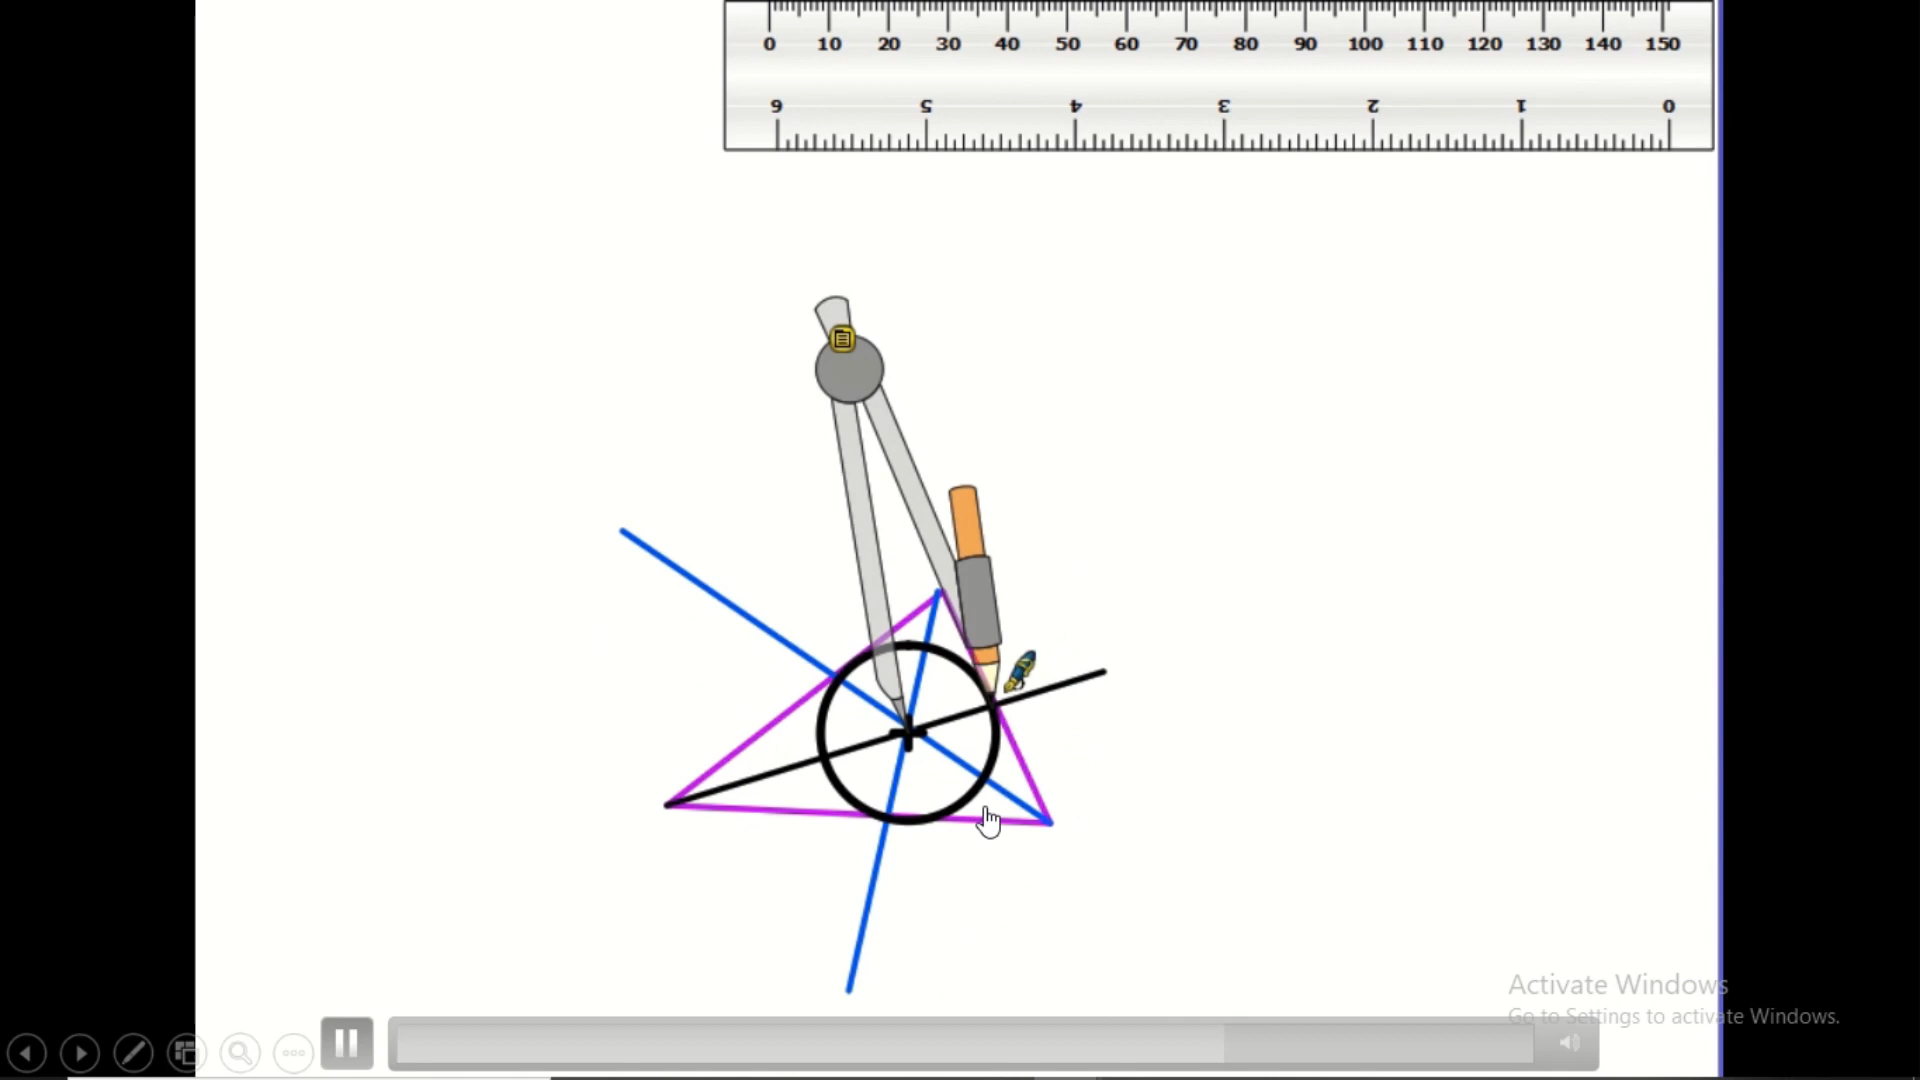 0 10 20 30 40 50 60 70 80 90 100 110 120 130 140 150
6 5 4 3 2 1 0
Activate Windows
Go to Settings to activate Windows.